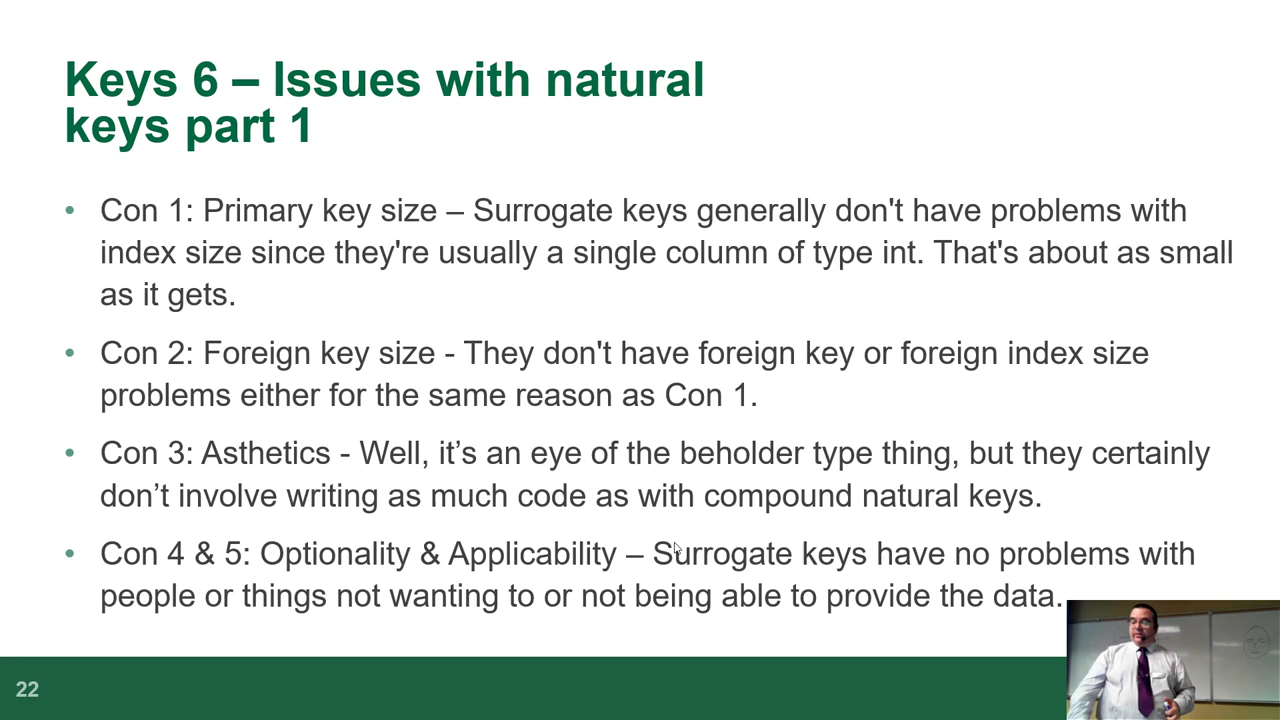 Keys 6 – Issues with natural
keys part 1
• Con 1: Primary key size – Surrogate keys generally don't have problems with
index size since they're usually a single column of type int. That's about as small
as it gets.
• Con 2: Foreign key size - They don't have foreign key or foreign index size
problems either for the same reason as Con 1.
• Con 3: Asthetics - Well, it’s an eye of the beholder type thing, but they certainly
don’t involve writing as much code as with compound natural keys.
• Con 4 & 5: Optionality & Applicability – Surrogate keys have no problems with
people or things not wanting to or not being able to provide the data.
22